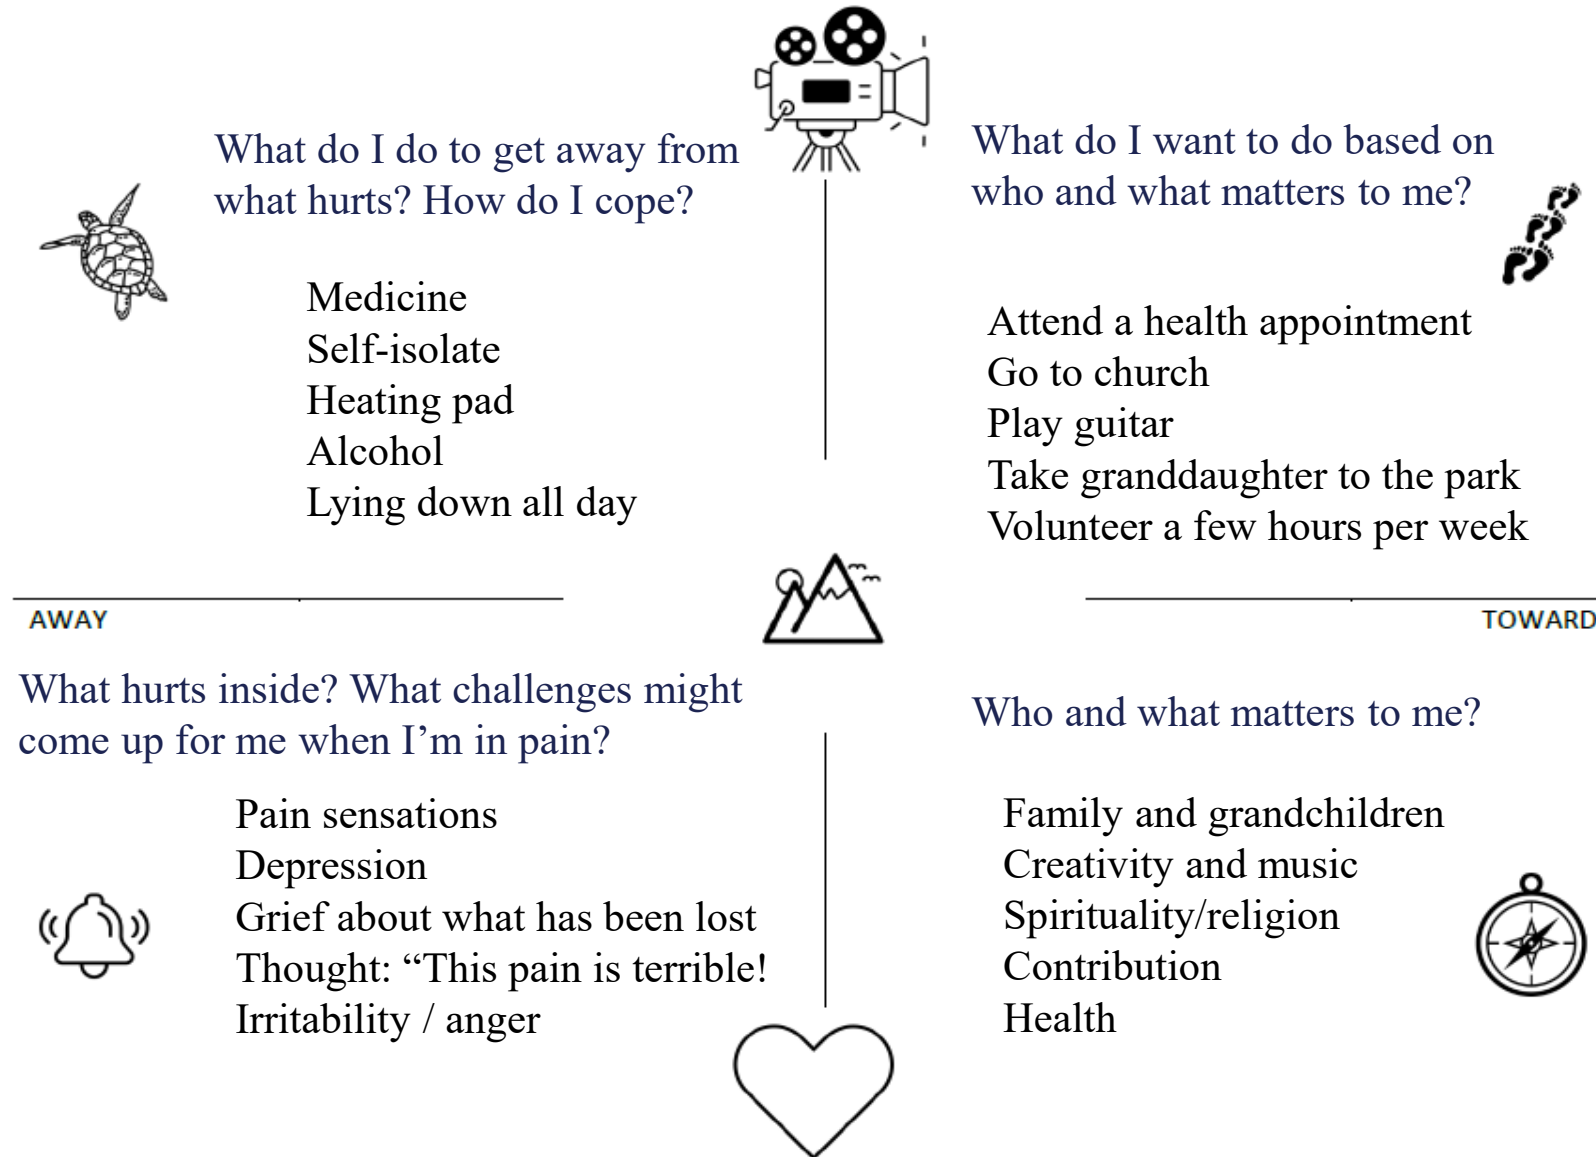 What do I do to get away from
what hurts? How do I cope?
Medicine
Self-isolate
Heating pad
Alcohol
Lying down all day
What do I want to do based on
who and what matters to me?
Attend a health appointment
Go to church
Play guitar
Take granddaughter to the park
Volunteer a few hours per week
AWAY
TOWARD
What hurts inside? What challenges might
come up for me when I’m in pain?
Pain sensations
Depression
Grief about what has been lost
Thought: “This pain is terrible!
Irritability / anger
Who and what matters to me?
Family and grandchildren
Creativity and music
Spirituality/religion
Contribution
Health